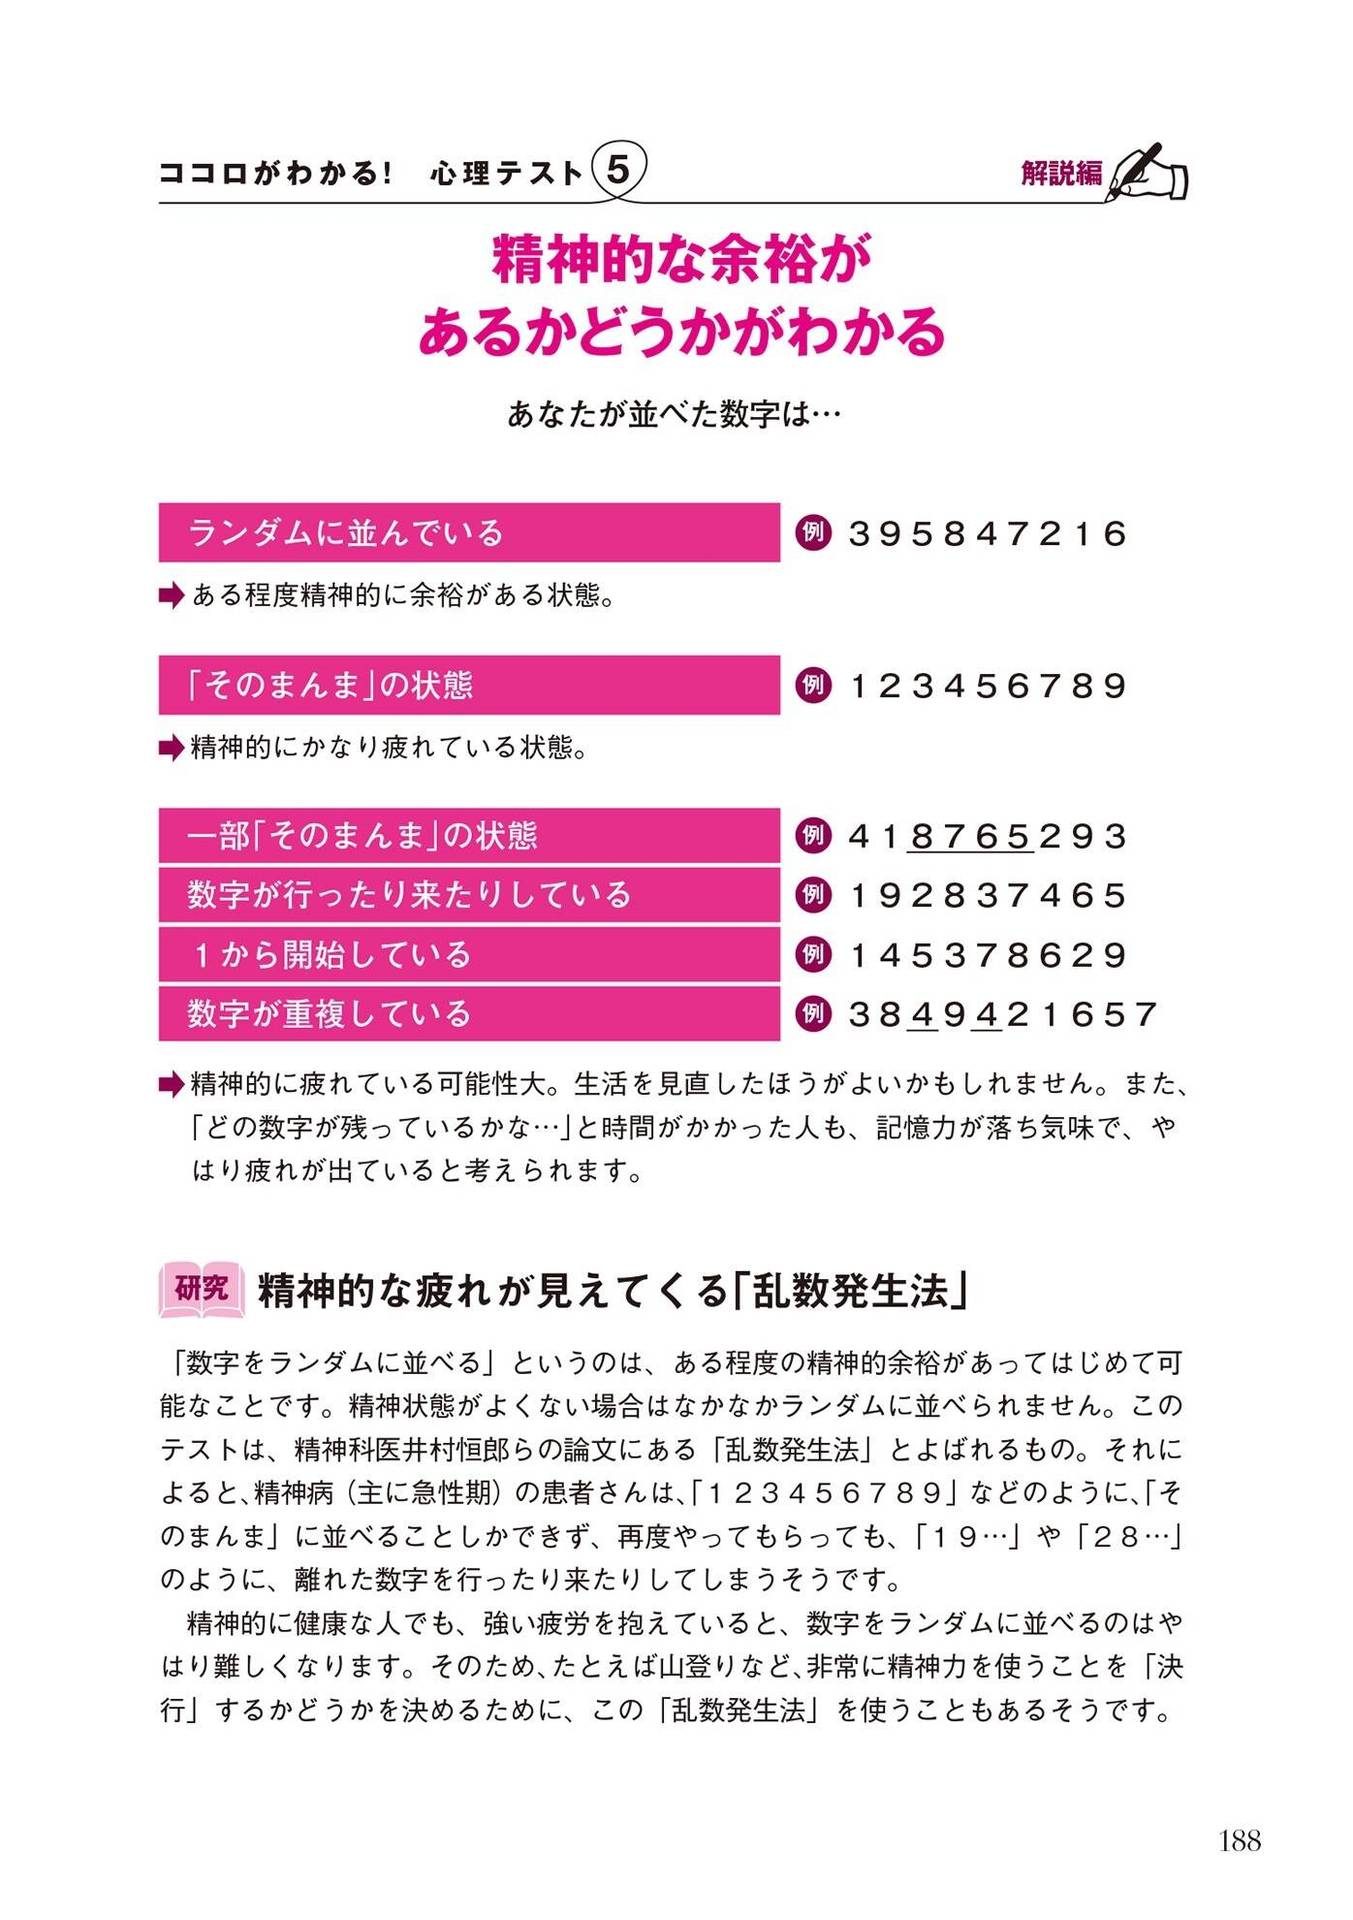 ココロがわかる！ 心理テスト 5
解説編
精神的な余裕が
あるかどうかがわかる
あなたが並べた数字は…
ランダムに並んでいる 例 395847216
ある程度精神的に余裕がある状態。
「そのまんま」の状態 例 123456789
精神的にかなり疲れている状態。
一部「そのまんま」の状態 例 418765293
数字が行ったり来たりしている 例 192837465
1から開始している 例 145378629
数字が重複している 例 3849421657
精神的に疲れている可能性大。生活を見直したほうがよいかもしれません。また、
「どの数字が残っているかな…」と時間がかかった人も、記憶力が落ち気味で、や
はり疲れが出ていると考えられます。
研究 精神的な疲れが見えてくる「乱数発生法」
「数字をランダムに並べる」というのは、ある程度の精神的余裕があってはじめて可
能なことです。精神状態がよくない場合はなかなかランダムに並べられません。この
テストは、精神科医井村恒郎らの論文にある「乱数発生法」とよばれるもの。それに
よると、精神病（主に急性期）の患者さんは、「１２３４５６７８９」などのように、「そ
のまんま」に並べることしかできず、再度やってもらっても、「１９…」や「２８…」
のように、離れた数字を行ったり来たりしてしまうそうです。
精神的に健康な人でも、強い疲労を抱えていると、数字をランダムに並べるのはや
はり難しくなります。そのため、たとえば山登りなど、非常に精神力を使うことを「決
行」するかどうかを決めるために、この「乱数発生法」を使うこともあるそうです。
188